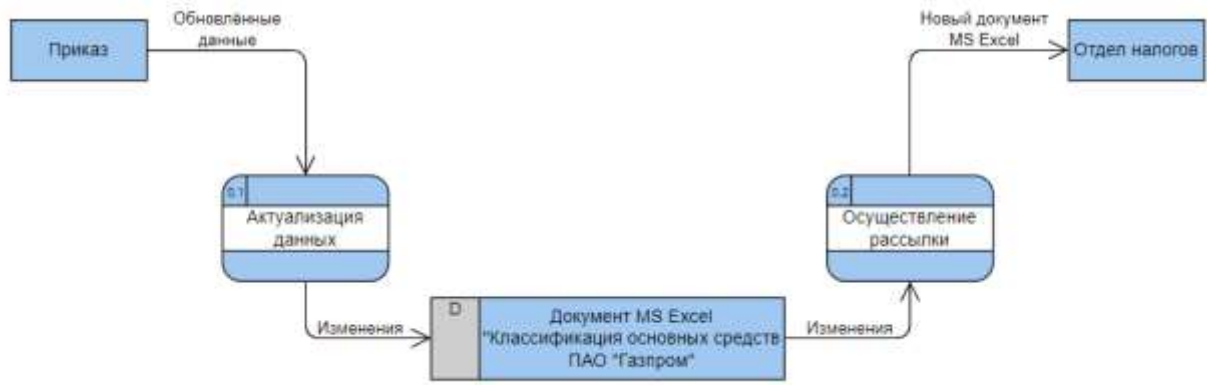 Приказ
Обновлённые
данные
Новый документ
MS Excel
Отдел налогов
0.1
Актуализация
данных
0.2
Осуществление
рассылки
Изменения
D
Документ MS Excel
"Классификация основных средств
ПАО "Газпром"
Изменения